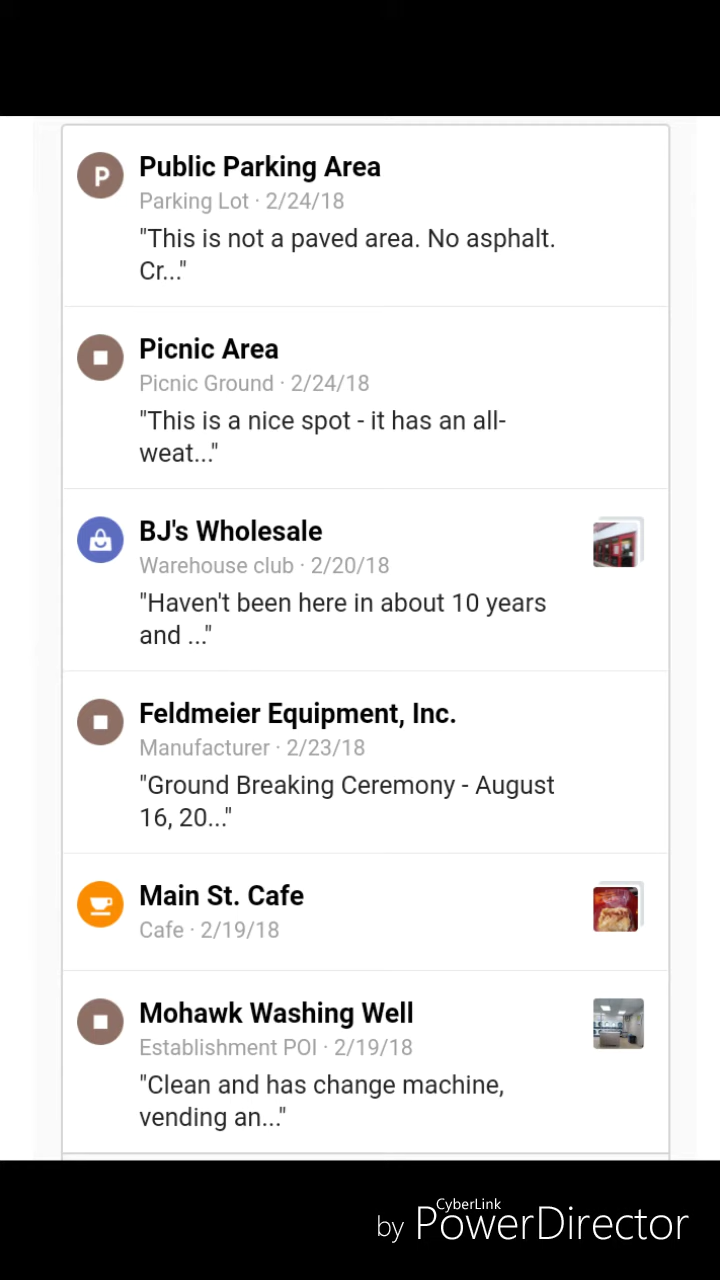 P
Public Parking Area
Parking Lot · 2/24/18
"This is not a paved area. No asphalt.
Cr..."
Picnic Area
Picnic Ground · 2/24/18
"This is a nice spot - it has an all-
weat..."
BJ's Wholesale
Warehouse club · 2/20/18
"Haven't been here in about 10 years
and ..."
Feldmeier Equipment, Inc.
Manufacturer · 2/23/18
"Ground Breaking Ceremony - August
16, 20..."
Main St. Cafe
Cafe · 2/19/18
Mohawk Washing Well
Establishment POI · 2/19/18
"Clean and has change machine,
vending an..."
CyberLink
by PowerDirector